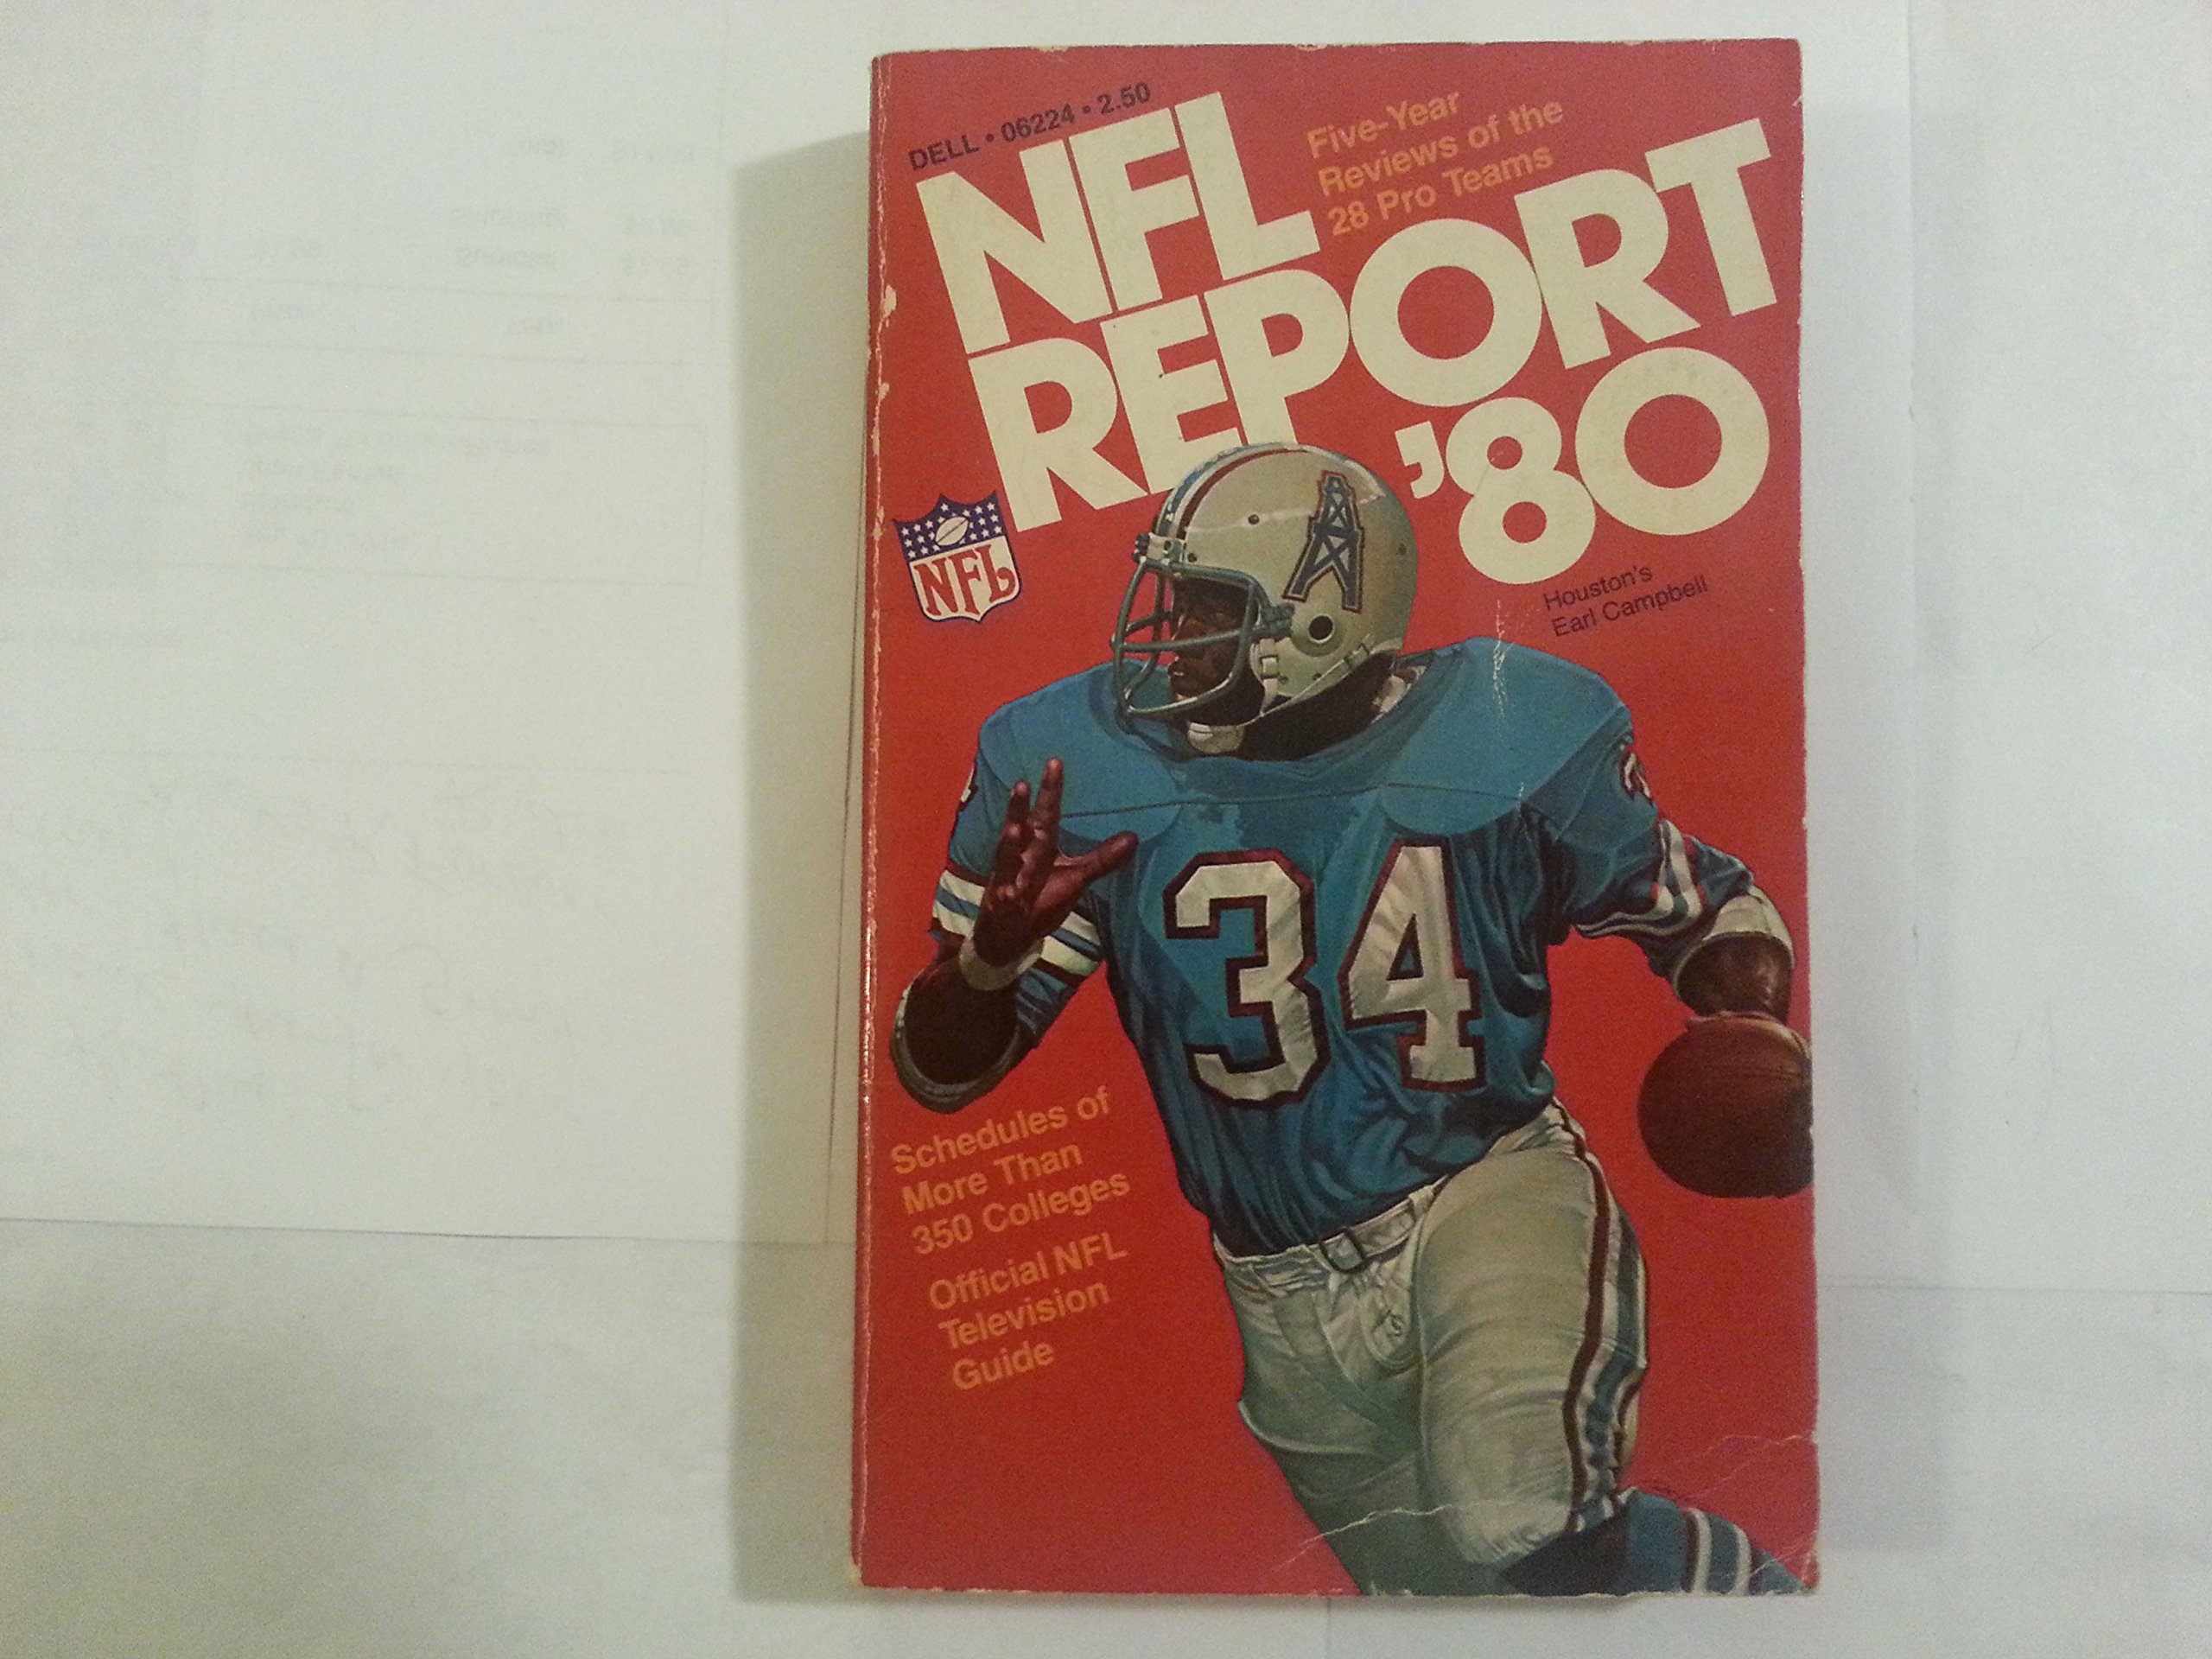 DELL • 06224 • 2.50
Five-Year
Reviews of the
28 Pro Teams
NFL
REPORT
'80
NFL
Houston's
Earl Campbell
34
Schedules of
More Than
350 Colleges
Official NFL
Television
Guide